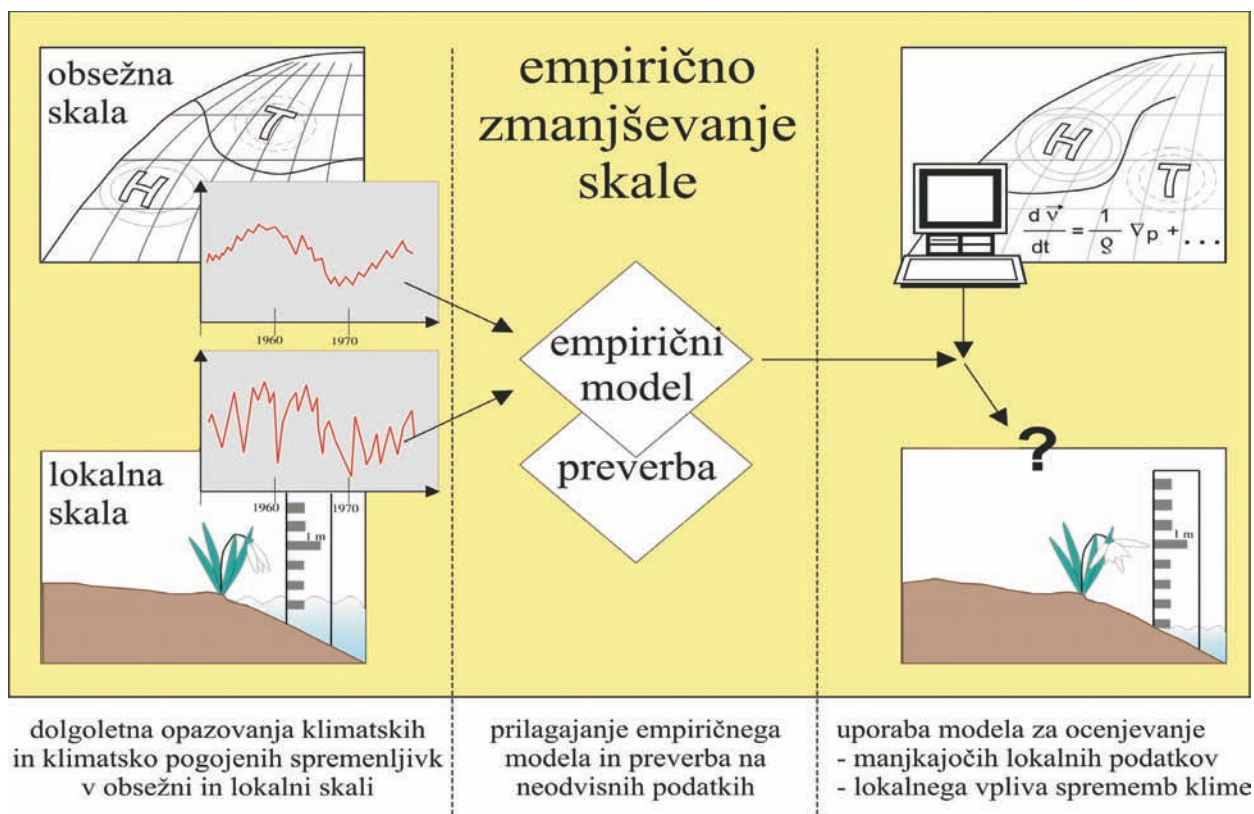 obsežna
skala
H
T
1960 1970
1960 1970
lokalna
skala
1 m
empirično
zmanjševanje
skale
empirični
model
preverba
H
T
d v⃗ / dt = 1 / ϱ ∇p + ...
?
1 m
dolgoletna opazovanja klimatskih
in klimatsko pogojenih spremenljivk
v obsežni in lokalni skali
prilagajanje empiričnega
modela in preverba na
neodvisnih podatkih
uporaba modela za ocenjevanje
- manjkajočih lokalnih podatkov
- lokalnega vpliva sprememb klime